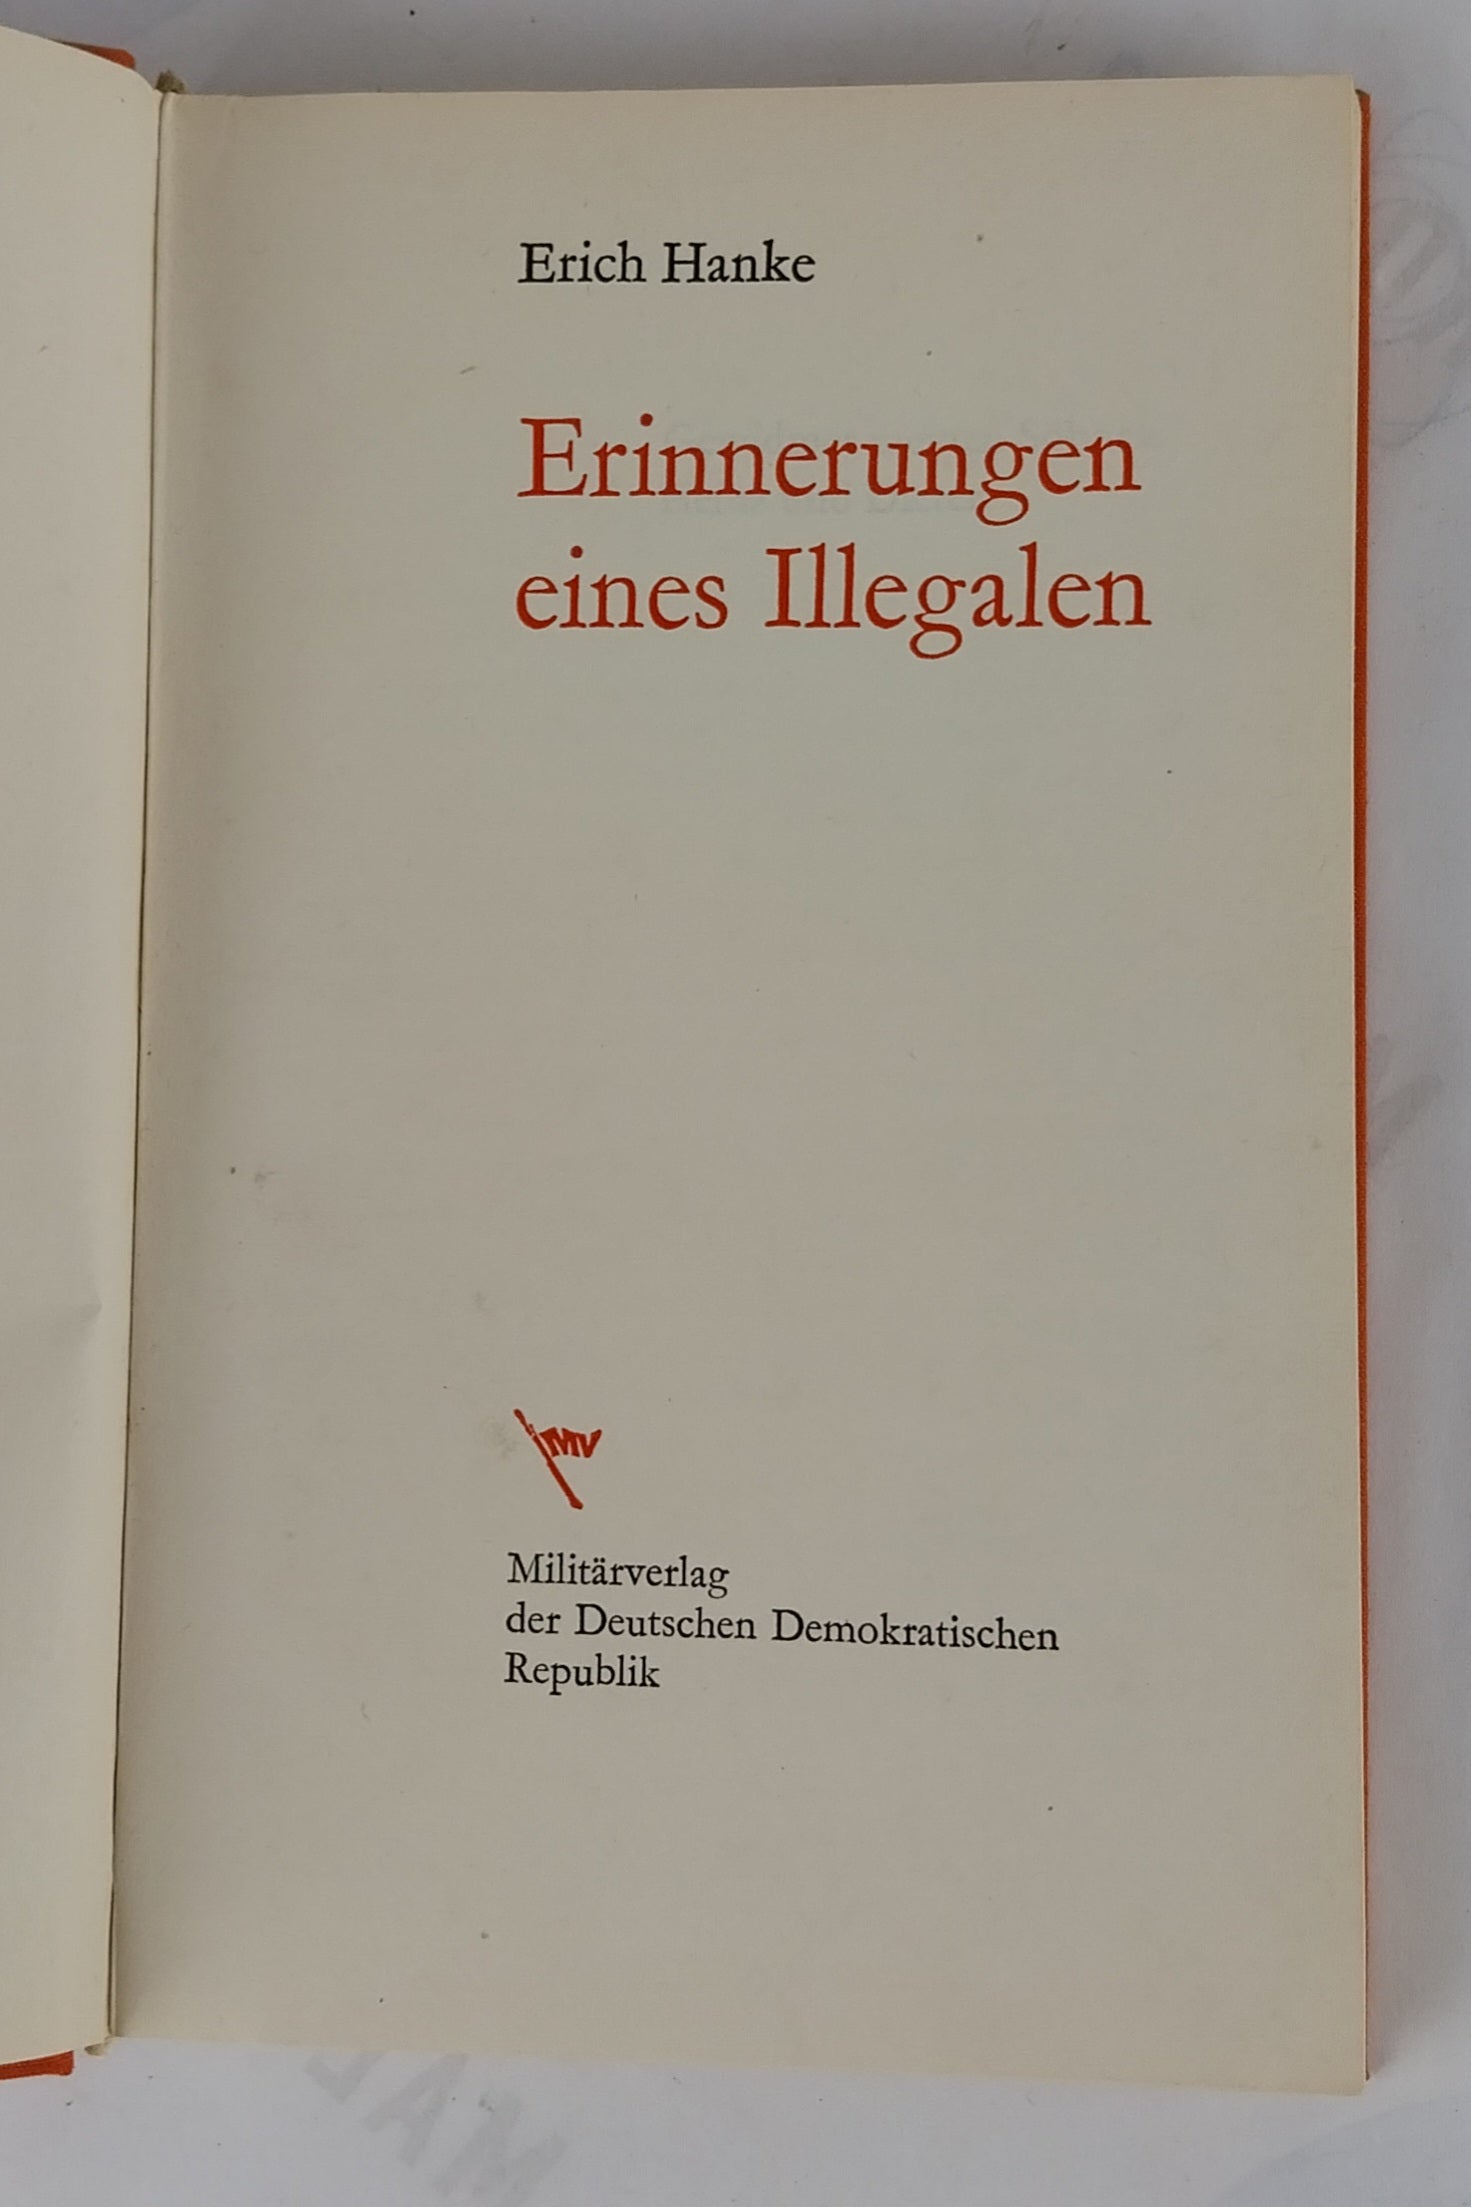 Erich Hanke
Erinnerungen
eines Illegalen
MV
Militärverlag
der Deutschen Demokratischen
Republik